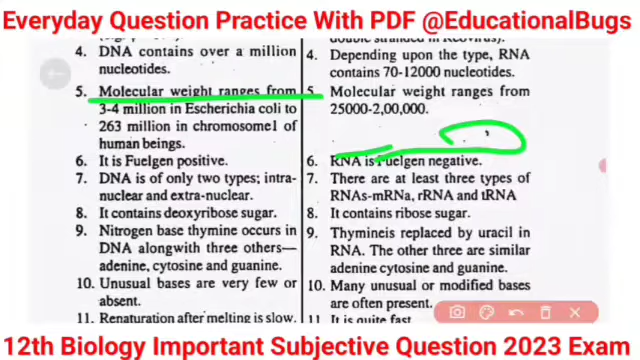 Everyday Question Practice With PDF @EducationalBugs
double stranded in Reovirus).
4. DNA contains over a million
nucleotides.
5. Molecular weight ranges from
3-4 million in Escherichia coli to
263 million in chromosome1 of
human beings.
6. It is Fuelgen positive.
7. DNA is of only two types; intra-
nuclear and extra-nuclear.
8. It contains deoxyribose sugar.
9. Nitrogen base thymine occurs in
DNA alongwith three others—
adenine, cytosine and guanine.
10. Unusual bases are very few or
absent.
11. Renaturation after melting is slow.
4. Depending upon the type, RNA
contains 70-12000 nucleotides.
5. Molecular weight ranges from
25000-2,00,000.
6. RNA is Fuelgen negative.
7. There are at least three types of
RNAs-mRNa, rRNA and tRNA
8. It contains ribose sugar.
9. Thymineis replaced by uracil in
RNA. The other three are similar
adenine cytosine and guanine.
10. Many unusual or modified bases
are often present.
11. It is quite fast.
12th Biology Important Subjective Question 2023 Exam